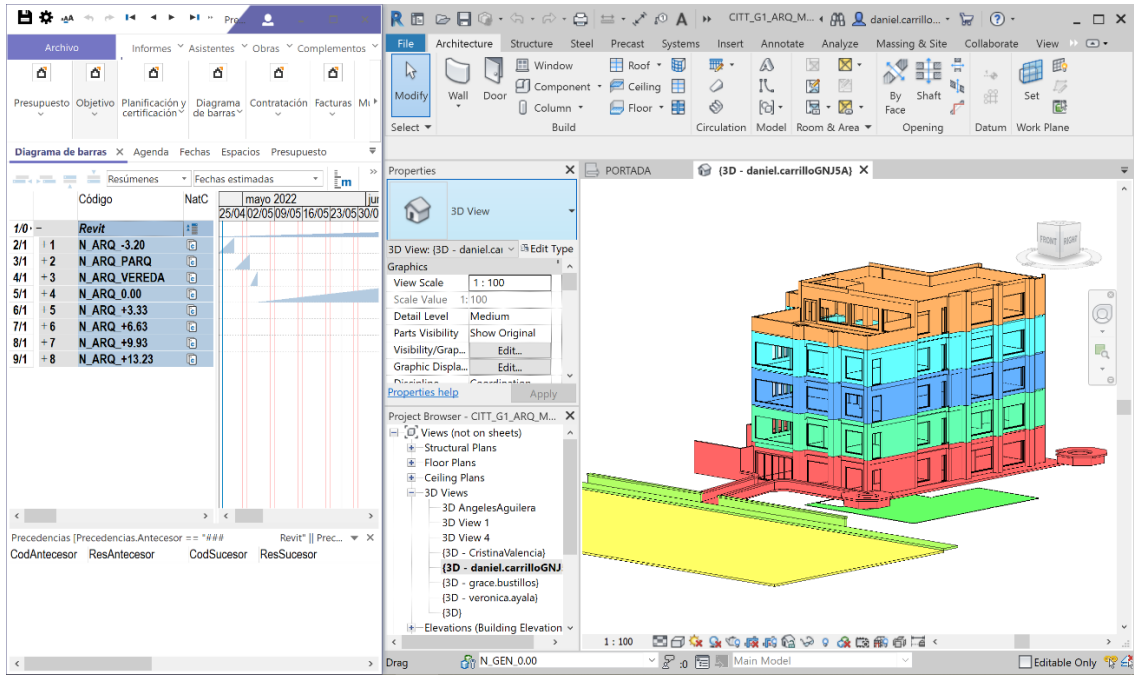 Pre...
Archivo
Informes
Asistentes
Obras
Complementos
Presupuesto
Objetivo
Planificación y
certificación
Diagrama
de barras
Contratación
Facturas
Diagrama de barras
Agenda
Fechas
Espacios
Presupuesto
Resúmenes
Fechas estimadas
m
Código
NatC
mayo 2022
25/04 02/05 09/05 16/05 23/05 30/0
1/0 - Revit
2/1 1 N_ARQ -3.20
3/1 +2 N_ARQ_PARQ
4/1 +3 N_ARQ_VEREDA
5/1 +4 N_ARQ_0.00
6/1 5 N_ARQ_+3.33
7/1 +6 N_ARQ_+6.63
8/1 +7 N_ARQ_+9.93
9/1 +8 N_ARQ_+13.23
Precedencias [Precedencias.Antecesor == "### Revit" || Prec...
CodAntecesor ResAntecesor CodSucesor ResSucesor
CITT_G1_ARQ_M...
daniel.carrillo...
File
Architecture
Structure
Steel
Precast
Systems
Insert
Annotate
Analyze
Massing & Site
Collaborate
View
Modify
Wall
Door
Window
Component
Column
Roof
Ceiling
Floor
By
Face
Shaft
Set
Select
Build
Circulation
Model
Room & Area
Opening
Datum
Work Plane
Properties
3D View
3D View: {3D - daniel.car
Edit Type
Graphics
View Scale 1 : 100
Scale Value 1: 100
Detail Level Medium
Parts Visibility Show Original
Visibility/Grap... Edit...
Graphic Displa... Edit...
Discipline Coordination
Properties help
Apply
Project Browser - CITT_G1_ARQ_M...
Views (not on sheets)
Structural Plans
Floor Plans
Ceiling Plans
3D Views
3D AngelesAguilera
3D View 1
3D View 4
{3D - CristinaValencia}
{3D - daniel.carrilloGNJ
{3D - grace.bustillos}
{3D - veronica.ayala}
{3D}
Elevations (Building Elevation
PORTADA
{3D - daniel.carrilloGNJ5A}
FRONT
RIGHT
1 : 100
Drag
N_GEN_0.00
:0
Main Model
Editable Only